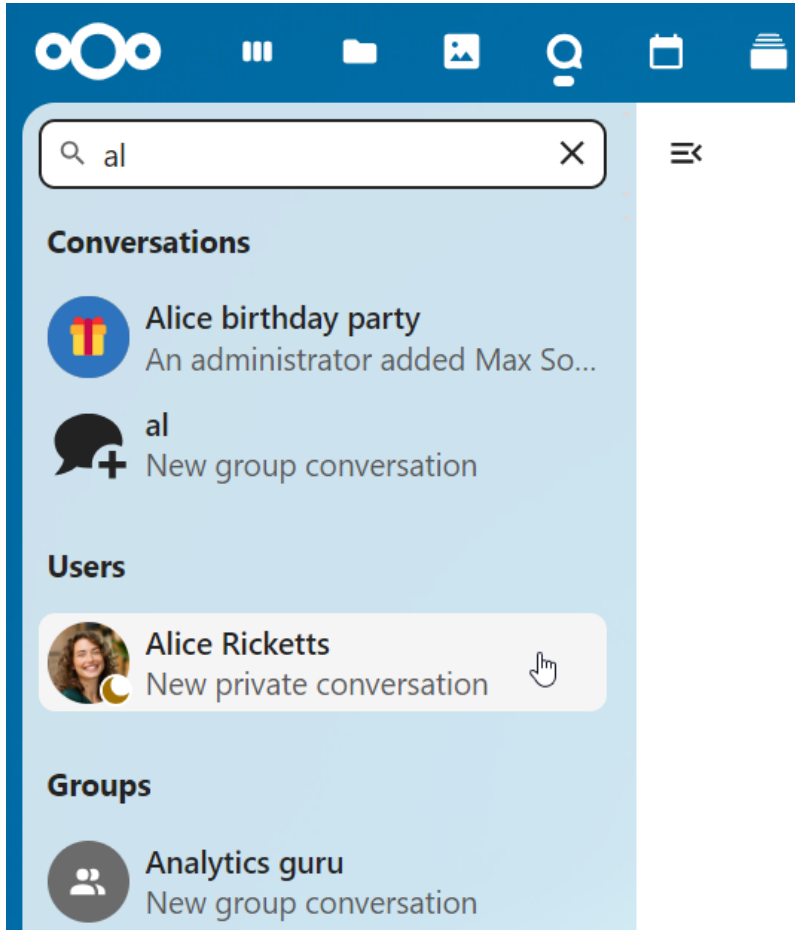 al
Conversations
Alice birthday party
An administrator added Max So...
al
New group conversation
Users
Alice Ricketts
New private conversation
Groups
Analytics guru
New group conversation